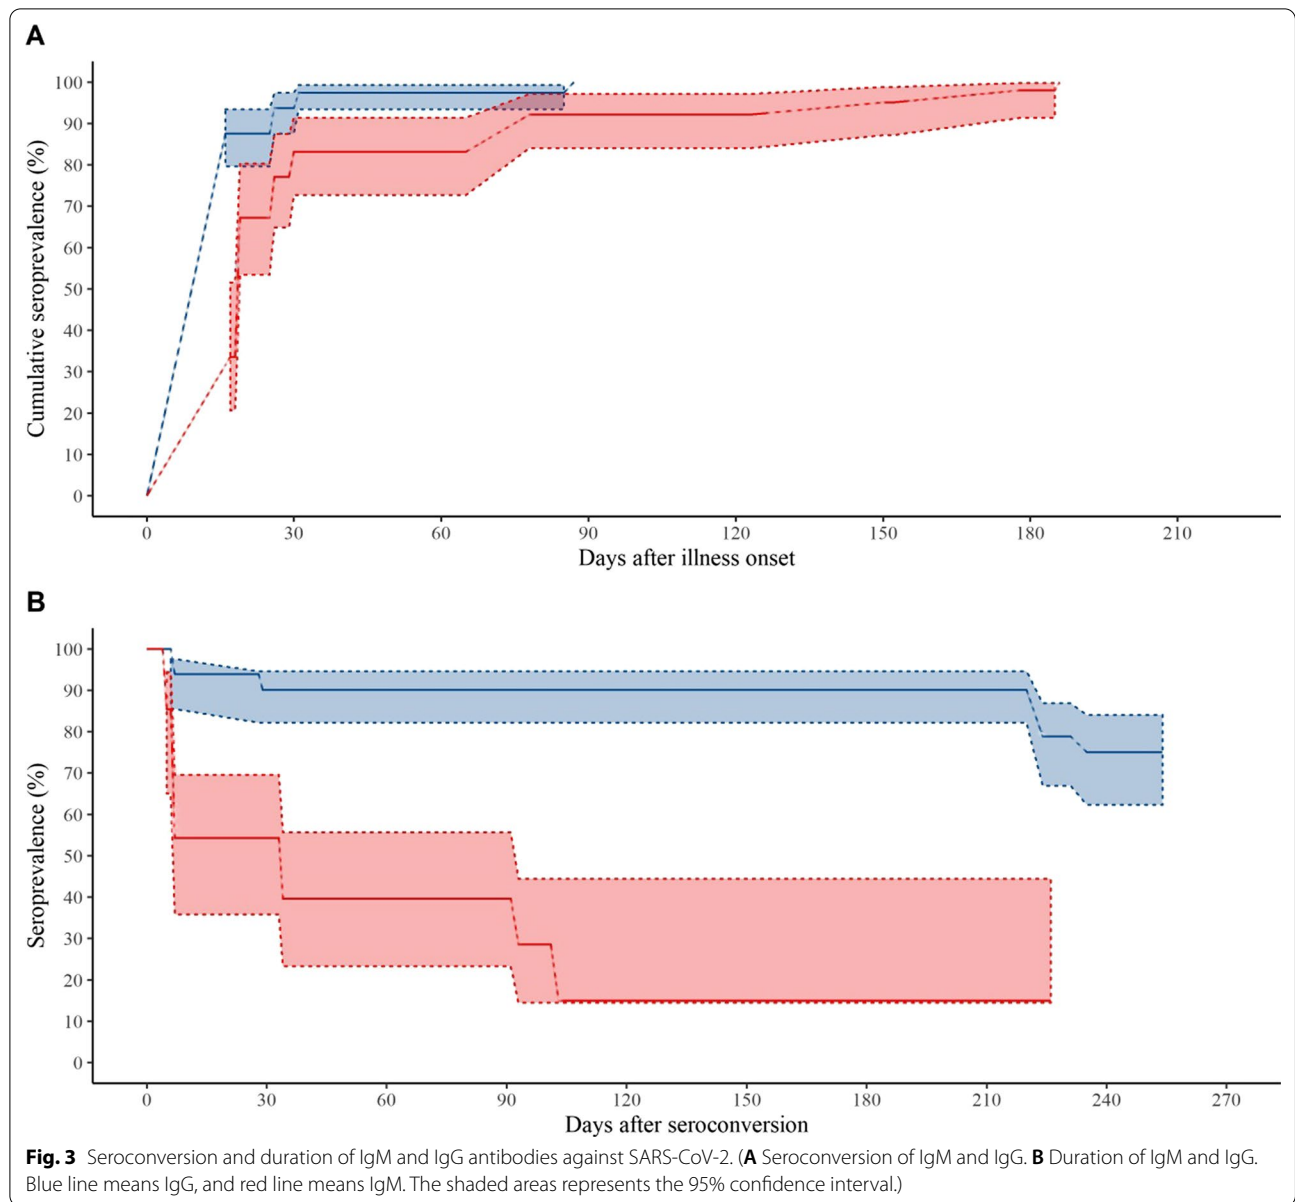 A
100
90
80
70
60
50
40
30
20
10
0
Cumulative seroprevalence (%)
0 30 60 90 120 150 180 210
Days after illness onset
B
100
90
80
70
60
50
40
30
20
10
0
Seroprevalence (%)
0 30 60 90 120 150 180 210 240 270
Days after seroconversion
Fig. 3 Seroconversion and duration of IgM and IgG antibodies against SARS-CoV-2. (A Seroconversion of IgM and IgG. B Duration of IgM and IgG.
Blue line means IgG, and red line means IgM. The shaded areas represents the 95% confidence interval.)